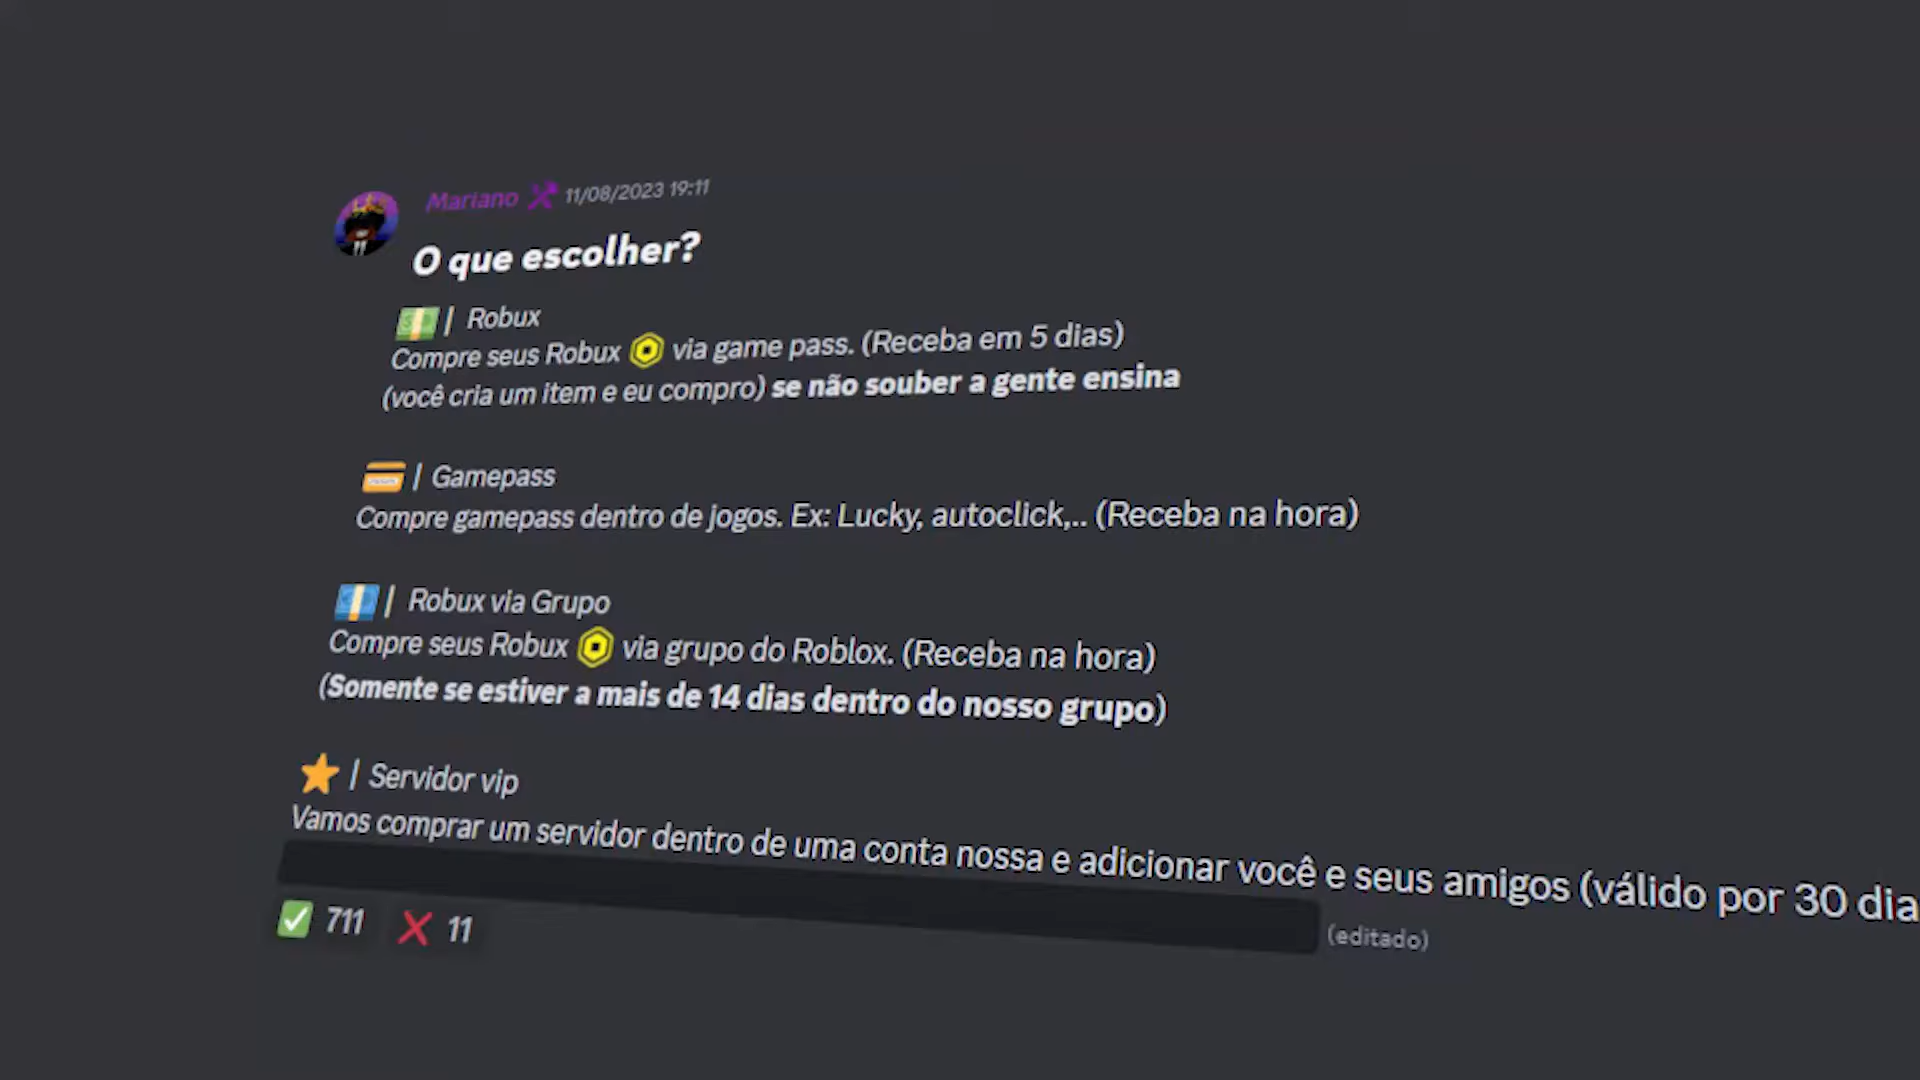 Mariano 11/08/2023 19:11
O que escolher?
| Robux
Compre seus Robux via game pass. (Receba em 5 dias)
(você cria um item e eu compro) se não souber a gente ensina
| Gamepass
Compre gamepass dentro de jogos. Ex: Lucky, autoclick,.. (Receba na hora)
| Robux via Grupo
Compre seus Robux via grupo do Roblox. (Receba na hora)
(Somente se estiver a mais de 14 dias dentro do nosso grupo)
| Servidor vip
Vamos comprar um servidor dentro de uma conta nossa e adicionar você e seus amigos (válido por 30 dia
(editado)
711 11